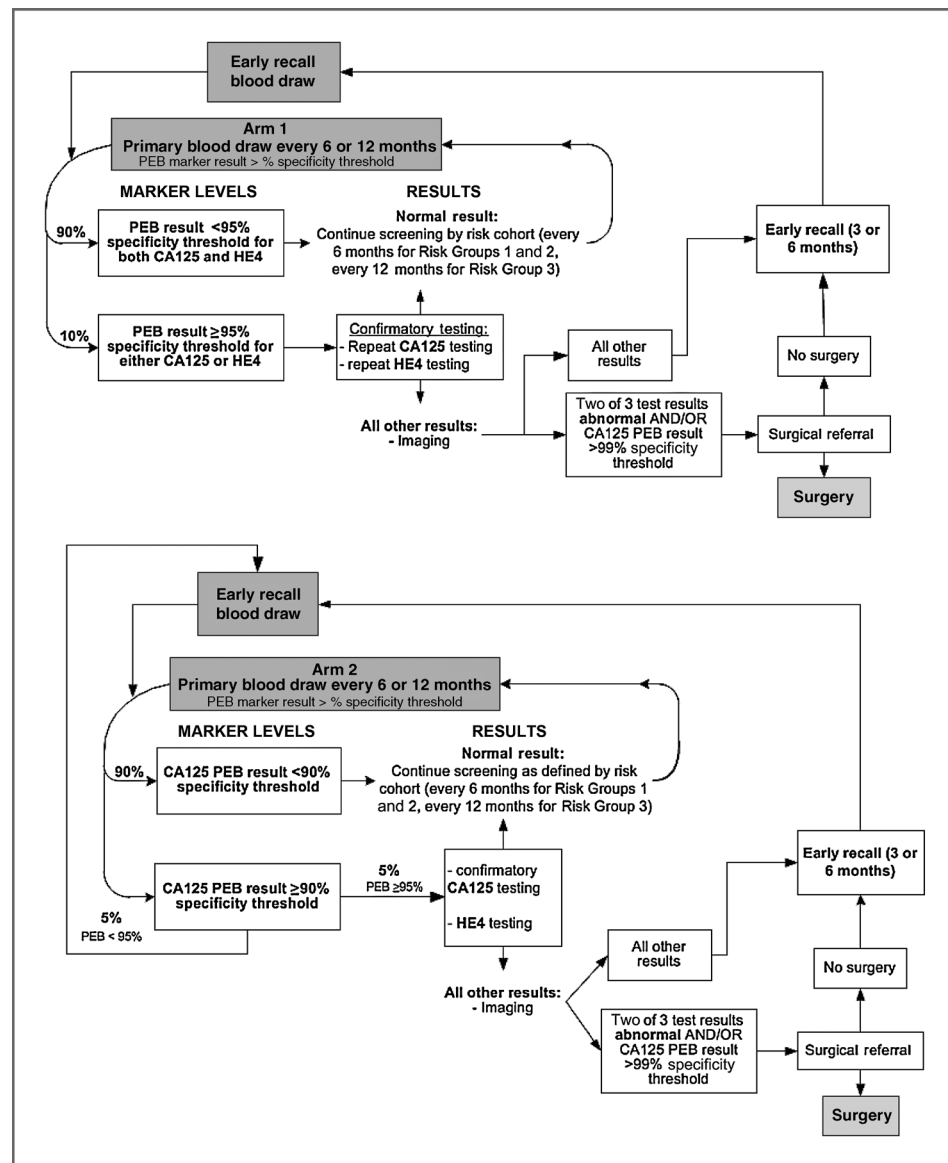 Early recall
blood draw
Arm 1
Primary blood draw every 6 or 12 months
PEB marker result > % specificity threshold
MARKER LEVELS
RESULTS
90%
PEB result <95%
specificity threshold for
both CA125 and HE4
Normal result:
Continue screening by risk cohort (every
6 months for Risk Groups 1 and 2,
every 12 months for Risk Group 3)
10%
PEB result ≥95%
specificity threshold for
either CA125 or HE4
Confirmatory testing:
- Repeat CA125 testing
- repeat HE4 testing
All other results:
- Imaging
All other
results
Two of 3 test results
abnormal AND/OR
CA125 PEB result
>99% specificity
threshold
Early recall (3 or
6 months)
No surgery
Surgical referral
Surgery
Early recall
blood draw
Arm 2
Primary blood draw every 6 or 12 months
PEB marker result > % specificity threshold
MARKER LEVELS
RESULTS
90%
CA125 PEB result <90%
specificity threshold
Normal result:
Continue screening as defined by risk
cohort (every 6 months for Risk Groups 1
and 2, every 12 months for Risk Group 3)
CA125 PEB result ≥90%
specificity threshold
5%
PEB < 95%
5%
PEB ≥95%
- confirmatory
CA125 testing
- HE4 testing
All other results:
- Imaging
All other
results
Two of 3 test results
abnormal AND/OR
CA125 PEB result
>99% specificity
threshold
Early recall (3 or
6 months)
No surgery
Surgical referral
Surgery